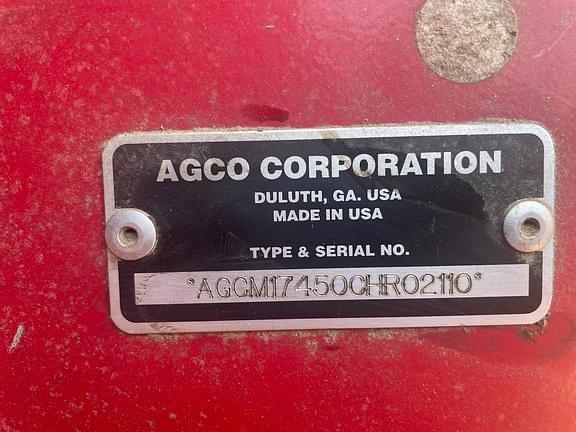 AGCO CORPORATION
DULUTH, GA. USA
MADE IN USA
TYPE & SERIAL NO.
*AGCM17450CHR02110*